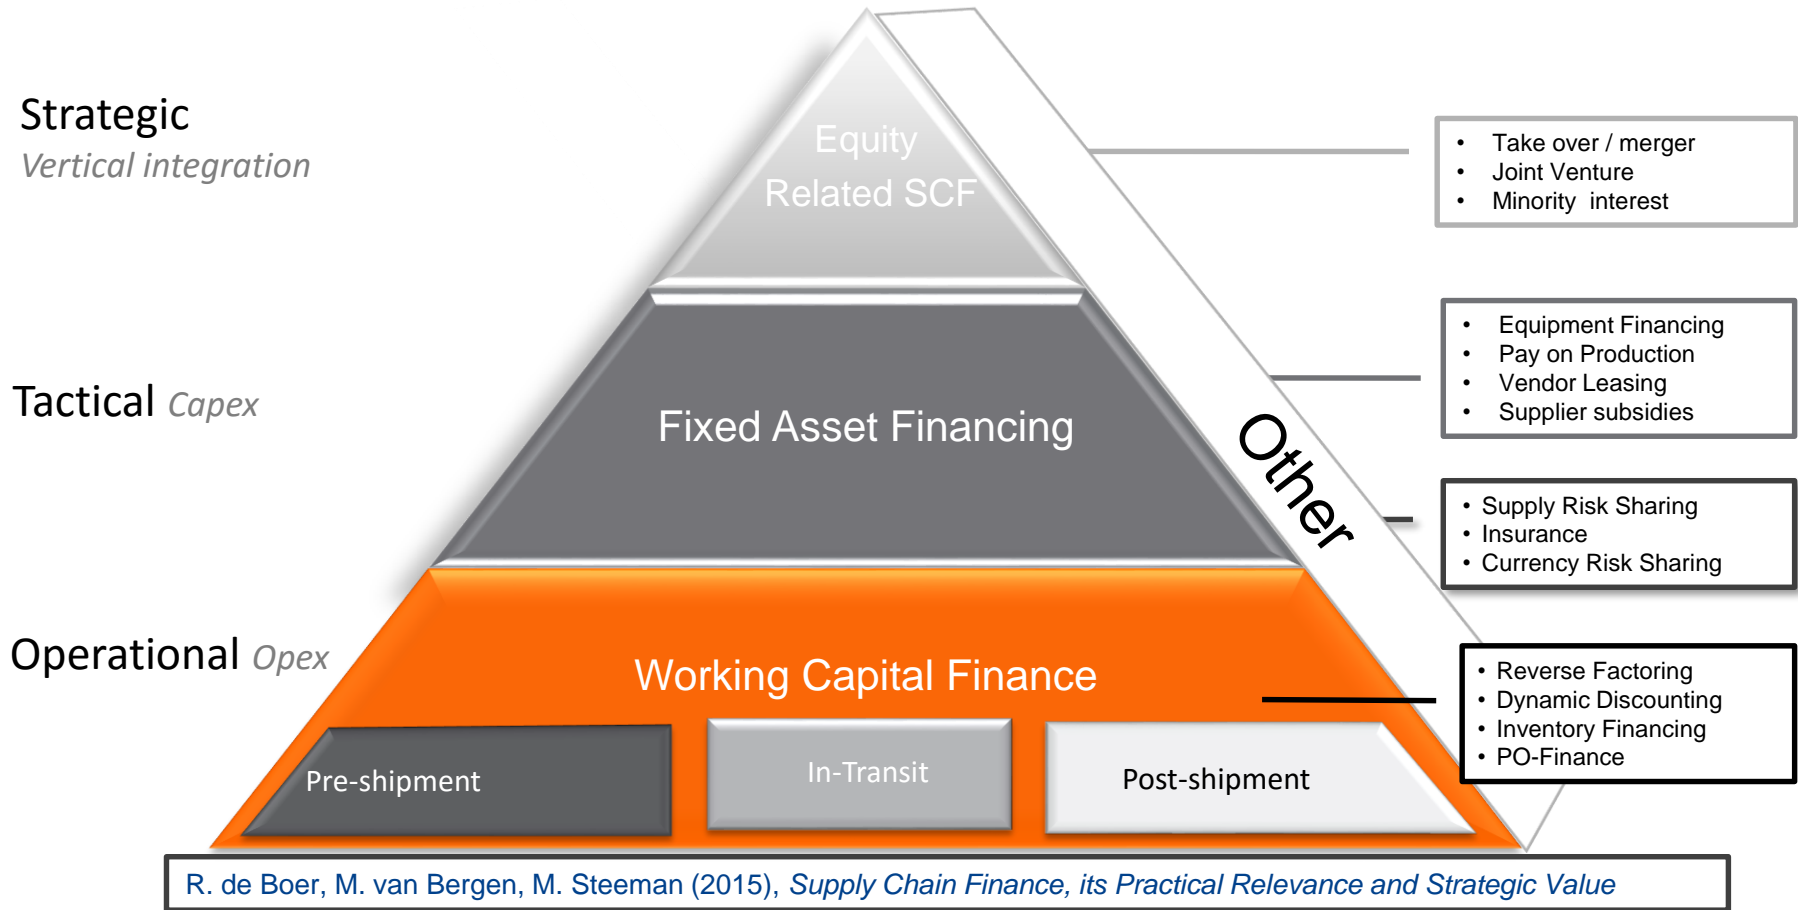 Strategic
Vertical integration
Equity
Related SCF
• Take over / merger
• Joint Venture
• Minority interest
Tactical Capex
Fixed Asset Financing
• Equipment Financing
• Pay on Production
• Vendor Leasing
• Supplier subsidies
Other
• Supply Risk Sharing
• Insurance
• Currency Risk Sharing
Operational Opex
Working Capital Finance
• Reverse Factoring
• Dynamic Discounting
• Inventory Financing
• PO-Finance
Pre-shipment
In-Transit
Post-shipment
R. de Boer, M. van Bergen, M. Steeman (2015), Supply Chain Finance, its Practical Relevance and Strategic Value